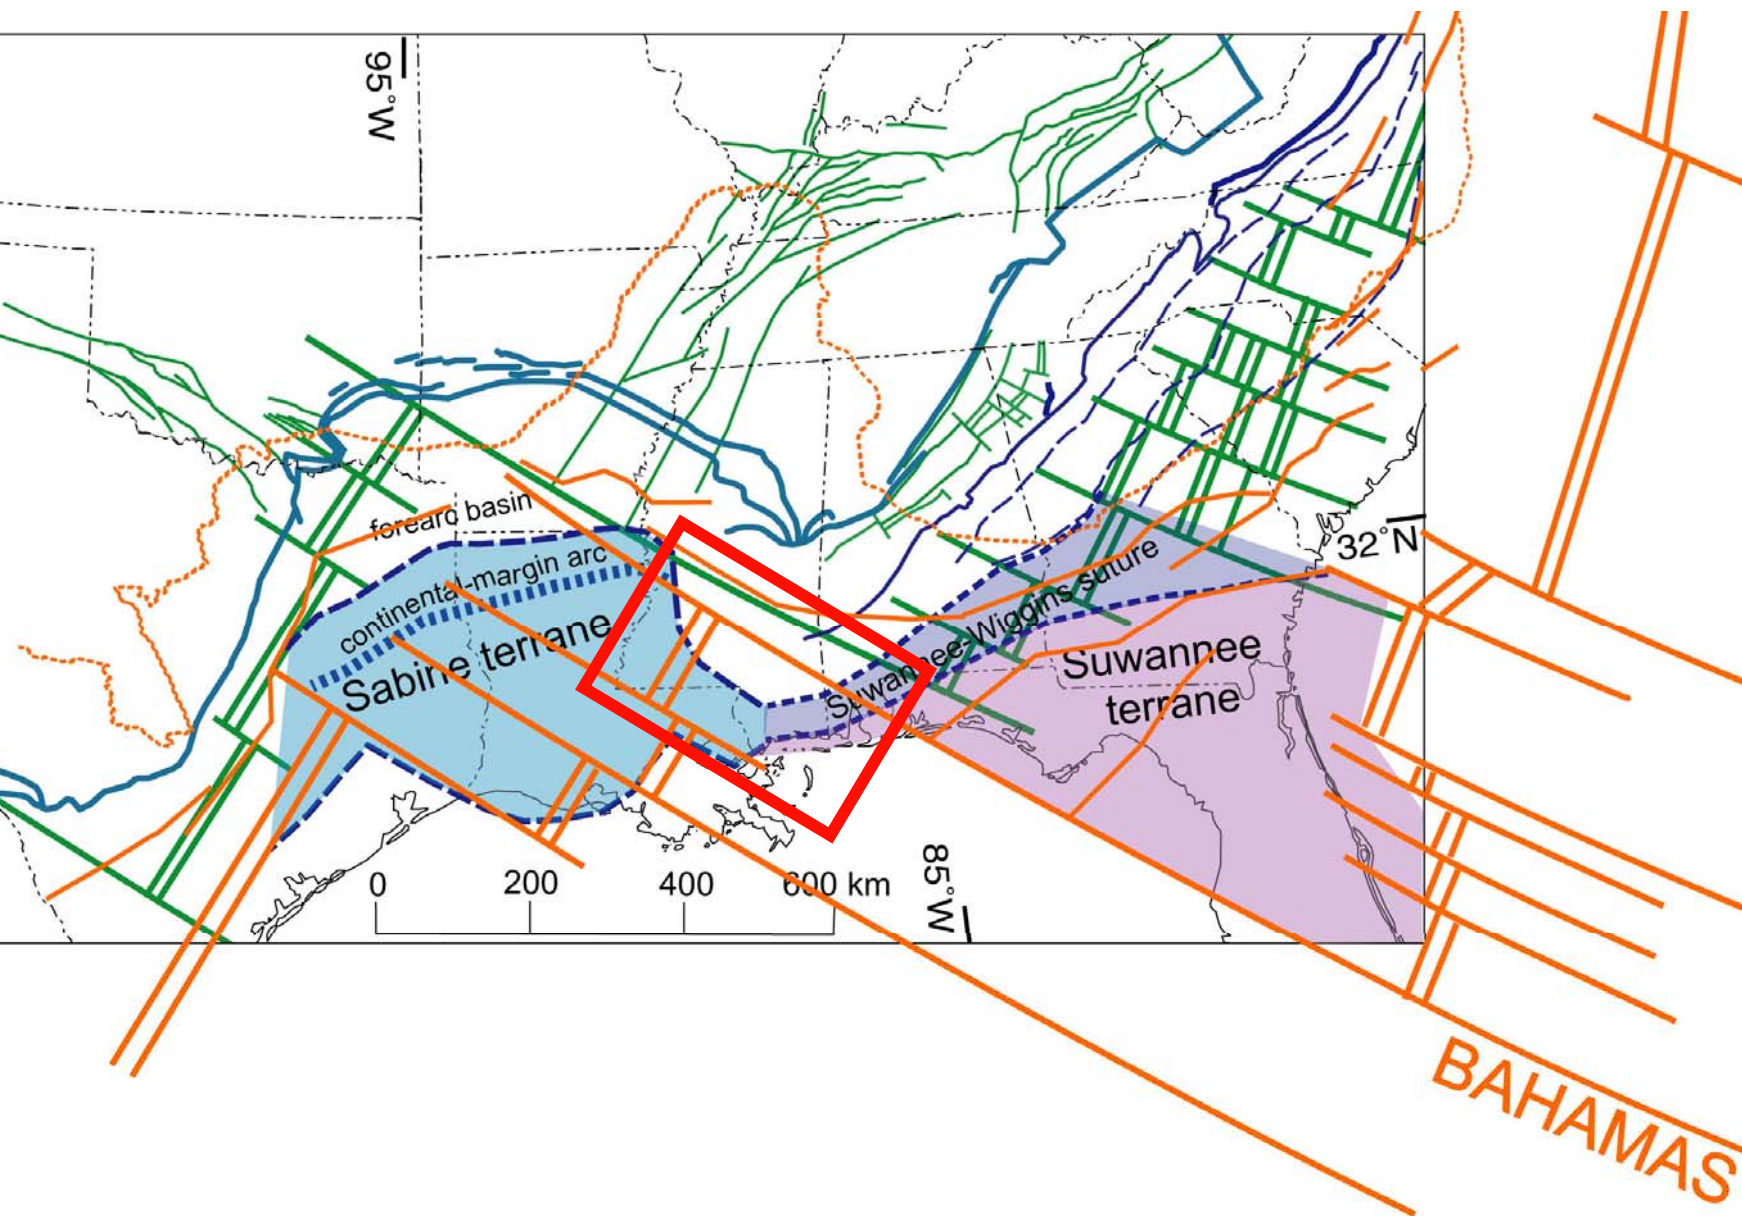 95°W
forearc basin
continental-margin arc
Sabine terrane
Suwannee-Wiggins suture
Suwannee
terrane
32°N
85°W
0 200 400 600 km
BAHAMAS